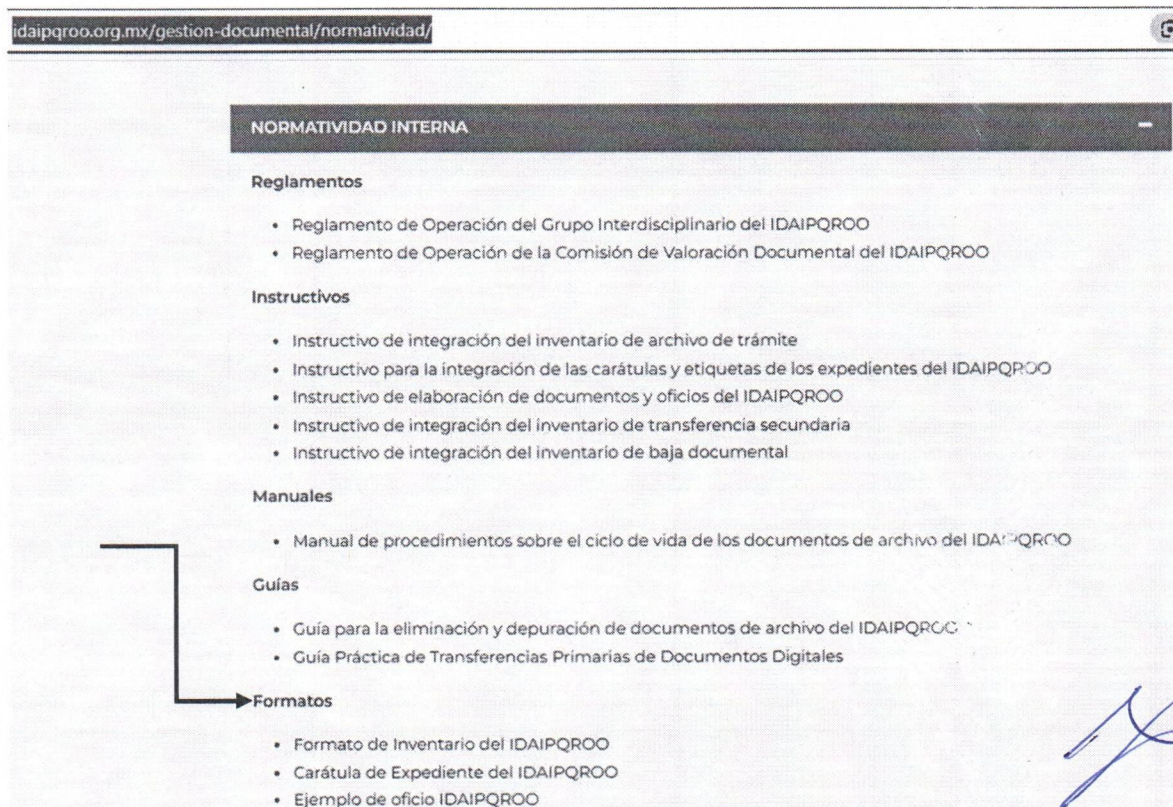 idaipqroo.org.mx/gestion-documental/normatividad/
NORMATIVIDAD INTERNA
Reglamentos
• Reglamento de Operación del Grupo Interdisciplinario del IDAIPQROO
• Reglamento de Operación de la Comisión de Valoración Documental del IDAIPQROO
Instructivos
• Instructivo de integración del inventario de archivo de trámite
• Instructivo para la integración de las carátulas y etiquetas de los expedientes del IDAIPQROO
• Instructivo de elaboración de documentos y oficios del IDAIPQROO
• Instructivo de integración del inventario de transferencia secundaria
• Instructivo de integración del inventario de baja documental
Manuales
• Manual de procedimientos sobre el ciclo de vida de los documentos de archivo del IDAIPQROO
Guías
• Guía para la eliminación y depuración de documentos de archivo del IDAIPQROO
• Guía Práctica de Transferencias Primarias de Documentos Digitales
Formatos
• Formato de Inventario del IDAIPQROO
• Carátula de Expediente del IDAIPQROO
• Ejemplo de oficio IDAIPQROO